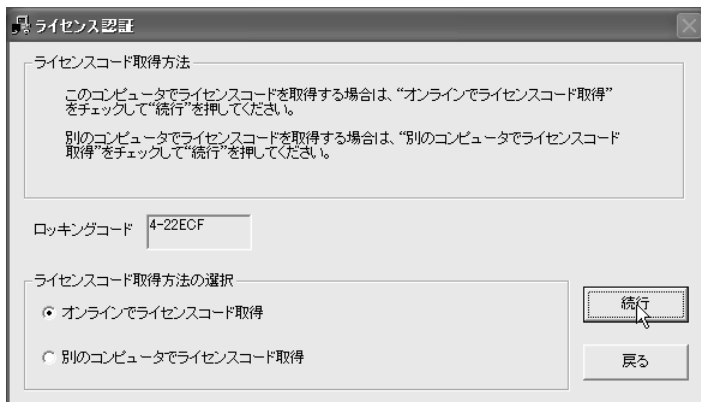 ライセンス認証
ライセンスコード取得方法
このコンピュータでライセンスコードを取得する場合は、“オンラインでライセンスコード取得”
をチェックして“続行”を押してください。
別のコンピュータでライセンスコードを取得する場合は、“別のコンピュータでライセンスコード
取得”をチェックして“続行”を押してください。
ロッキングコード 4-22ECF
ライセンスコード取得方法の選択
オンラインでライセンスコード取得
続行
別のコンピュータでライセンスコード取得
戻る